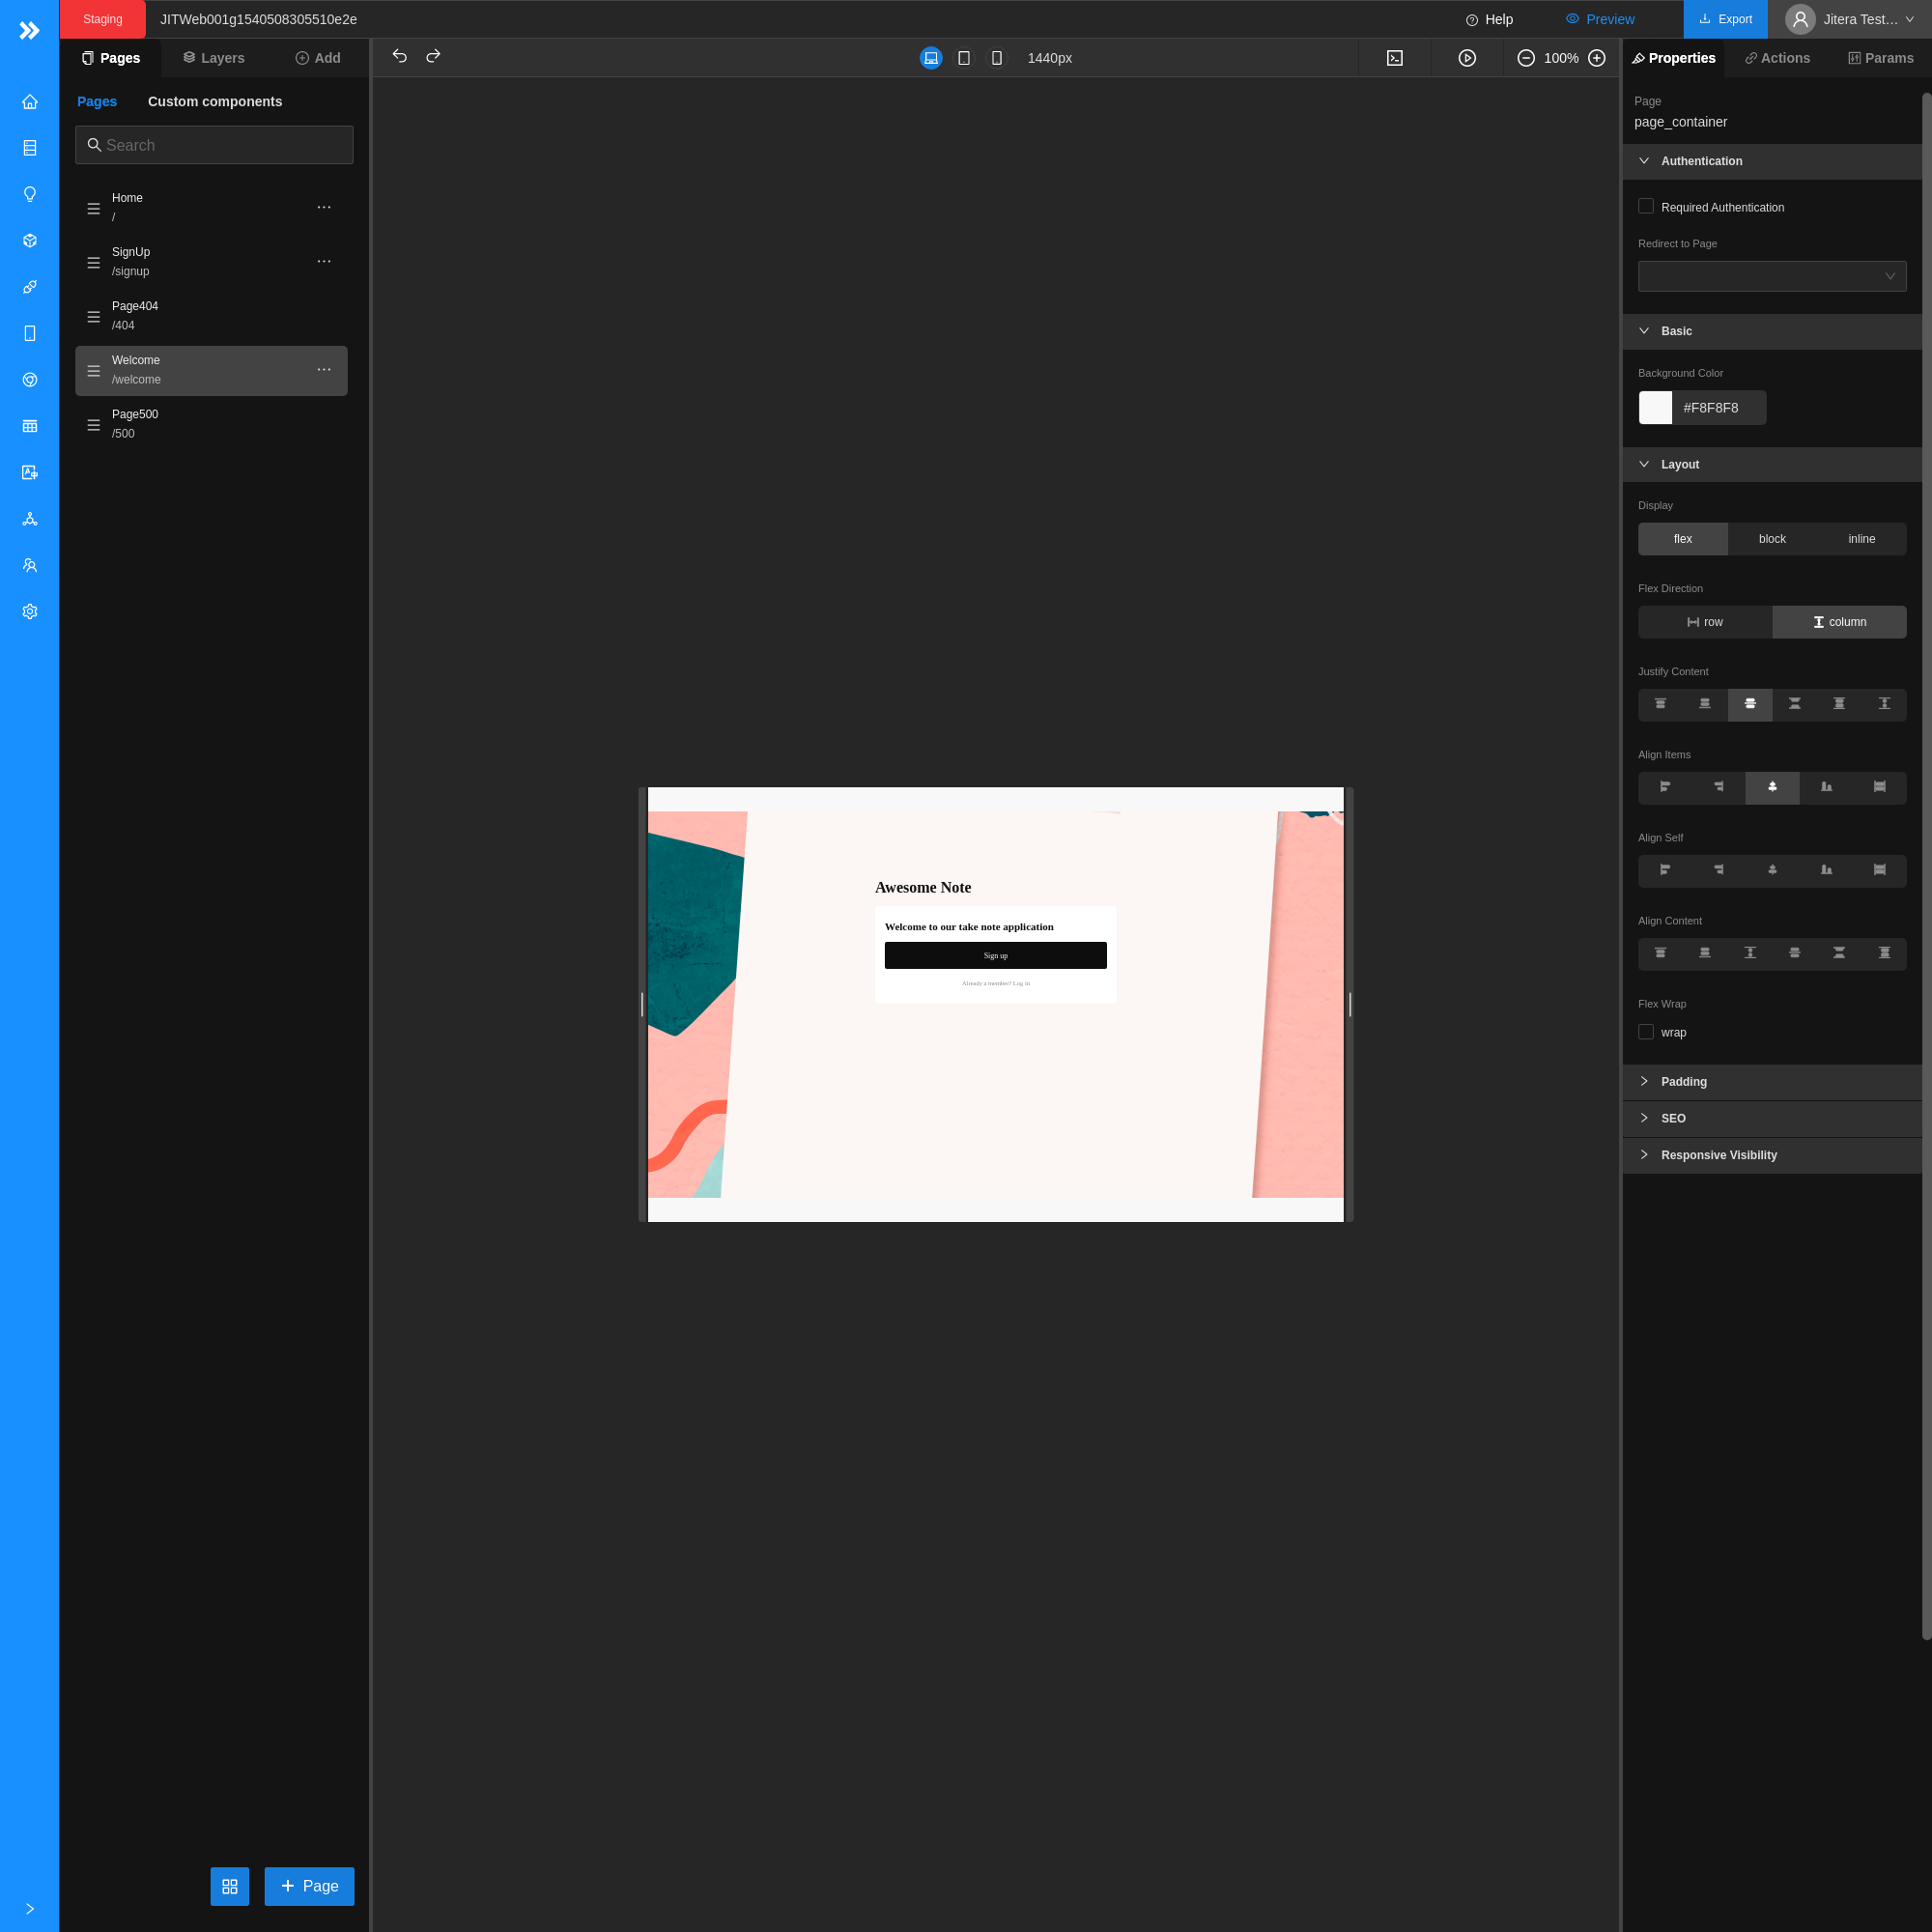 Staging
JITWeb001g1540508305510e2e
Help
Preview
Export
Jitera Test...
Pages
Layers
Add
1440px
100%
Properties
Actions
Params
Pages
Custom components
Search
Home
/
SignUp
/signup
Page404
/404
Welcome
/welcome
Page500
/500
Page
Awesome Note
Welcome to our take note application
Sign up
Already a member? Log in
Page
page_container
Authentication
Required Authentication
Redirect to Page
Basic
Background Color
#F8F8F8
Layout
Display
flex
block
inline
Flex Direction
row
column
Justify Content
Align Items
Align Self
Align Content
Flex Wrap
wrap
Padding
SEO
Responsive Visibility